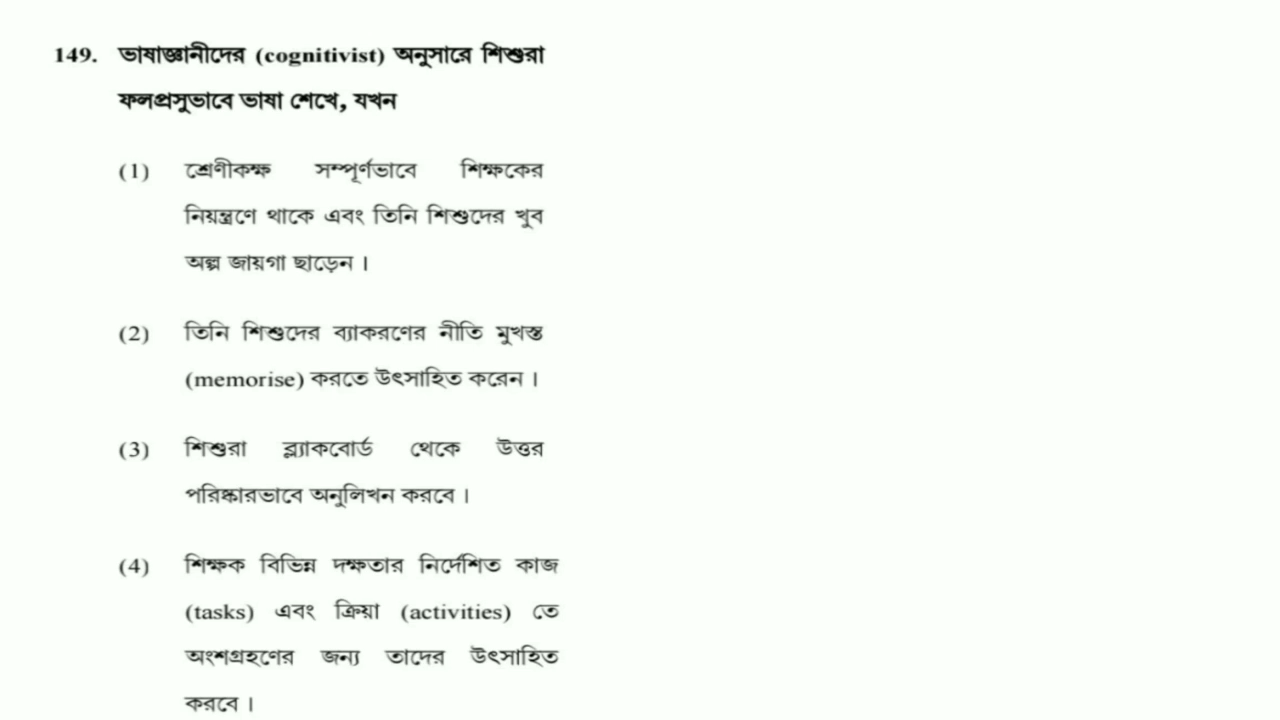 149. ভাষাজ্ঞানীদের (cognitivist) অনুসারে শিশুরা
ফলপ্রসুভাবে ভাষা শেখে, যখন
(1) শ্রেণীকক্ষ সম্পূর্ণভাবে শিক্ষকের
নিয়ন্ত্রণে থাকে এবং তিনি শিশুদের খুব
অল্প জায়গা ছাড়েন ।
(2) তিনি শিশুদের ব্যাকরণের নীতি মুখস্ত
(memorise) করতে উৎসাহিত করেন ।
(3) শিশুরা ব্ল্যাকবোর্ড থেকে উত্তর
পরিষ্কারভাবে অনুলিখন করবে ।
(4) শিক্ষক বিভিন্ন দক্ষতার নির্দেশিত কাজ
(tasks) এবং ক্রিয়া (activities) তে
অংশগ্রহণের জন্য তাদের উৎসাহিত
করবে ।